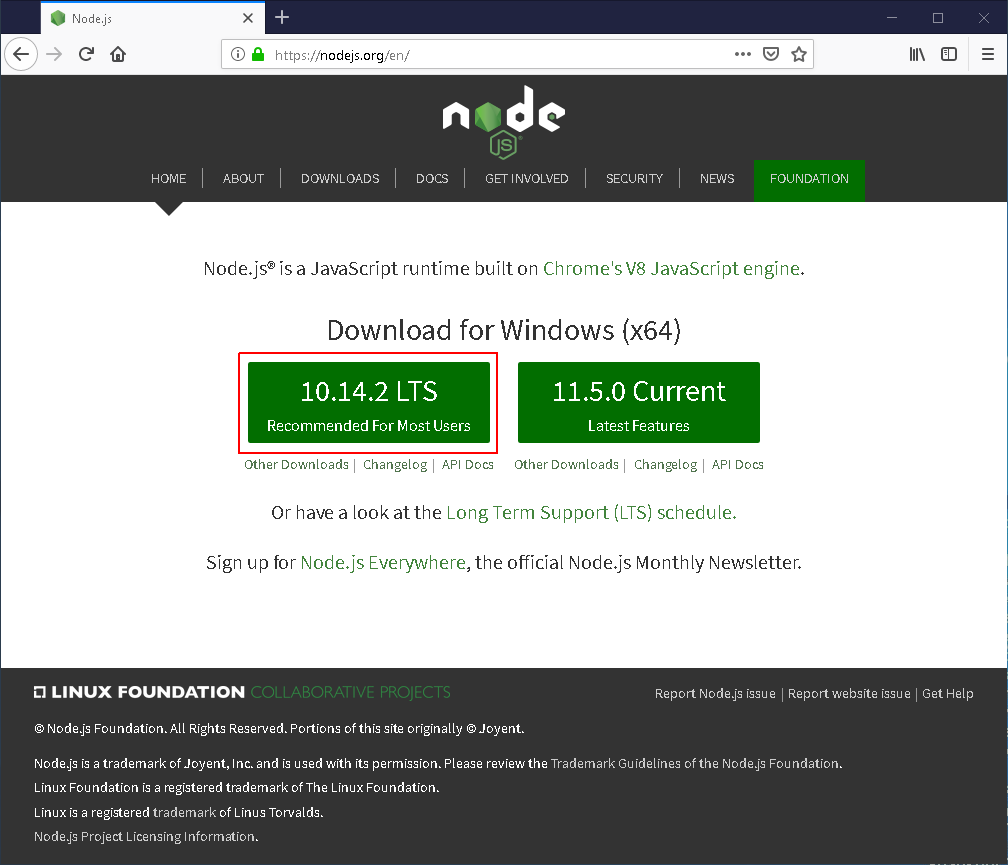 Node.js
https://nodejs.org/en/
node
JS
HOME | ABOUT | DOWNLOADS | DOCS | GET INVOLVED | SECURITY | NEWS FOUNDATION
Node.js® is a JavaScript runtime built on Chrome's V8 JavaScript engine.
Download for Windows (x64)
10.14.2 LTS
Recommended For Most Users
11.5.0 Current
Latest Features
Other Downloads | Changelog | API Docs
Other Downloads | Changelog | API Docs
Or have a look at the Long Term Support (LTS) schedule.
Sign up for Node.js Everywhere, the official Node.js Monthly Newsletter.
LINUX FOUNDATION COLLABORATIVE PROJECTS
Report Node.js issue | Report website issue | Get Help
© Node.js Foundation. All Rights Reserved. Portions of this site originally © Joyent.
Node.js is a trademark of Joyent, Inc. and is used with its permission. Please review the Trademark Guidelines of the Node.js Foundation.
Linux Foundation is a registered trademark of The Linux Foundation.
Linux is a registered trademark of Linus Torvalds.
Node.js Project Licensing Information.